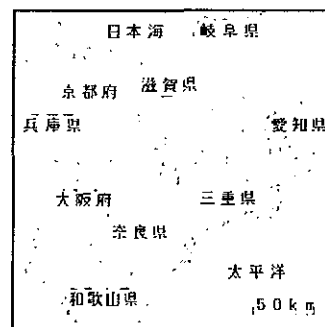 日本海 岐阜県
京都府 滋賀県
兵庫県 愛知県
大阪府 三重県
奈良県
太平洋
和歌山県 50km